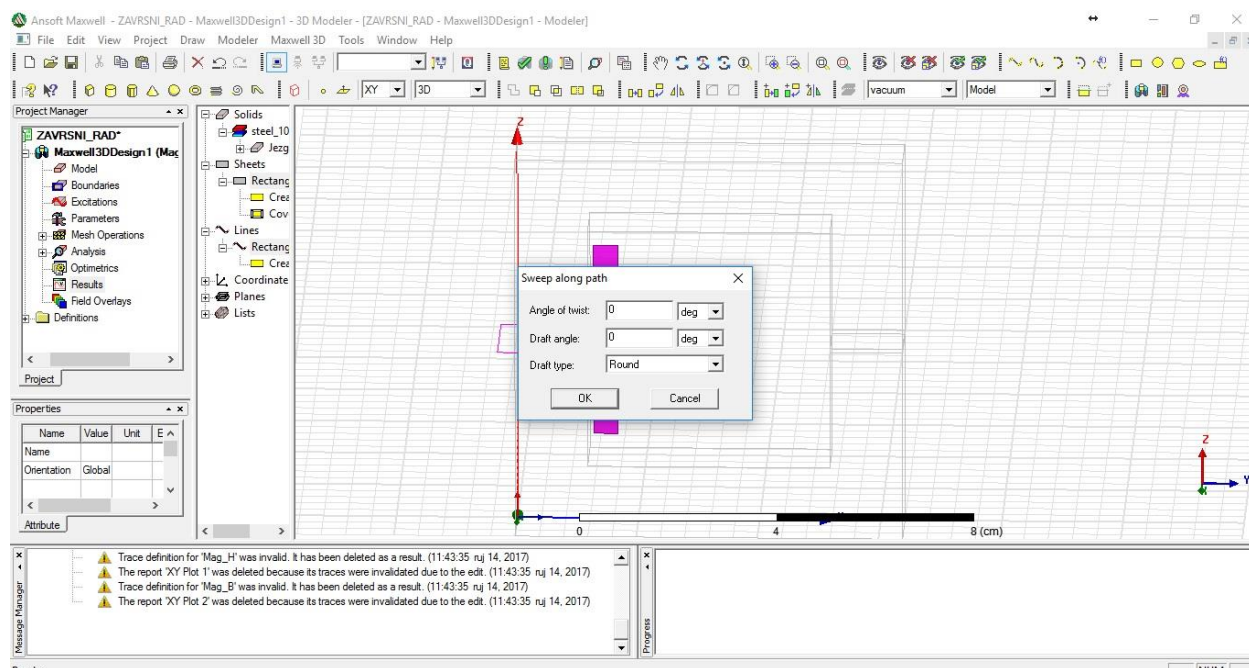 Ansoft Maxwell - ZAVRSNI_RAD - Maxwell3DDesign1 - 3D Modeler - [ZAVRSNI_RAD - Maxwell3DDesign1 - Modeler]
File Edit View Project Draw Modeler Maxwell 3D Tools Window Help
XY 3D vacuum Model
Project Manager
ZAVRSNI_RAD*
Maxwell3DDesign1 (Mag
Model
Boundaries
Excitations
Parameters
Mesh Operations
Analysis
Optimetrics
Results
Field Overlays
Definitions
Project
Solids
steel_10
Jezg
Sheets
Rectang
Crea
Cov
Lines
Rectang
Crea
Coordinate
Planes
Lists
Z
Sweep along path
Angle of twist: 0 deg
Draft angle: 0 deg
Draft type: Round
OK Cancel
Z
Y
X
0 4 8 (cm)
Properties
Name Value Unit E
Name
Orientation Global
Attribute
Message Manager
Trace definition for 'Mag_H' was invalid. It has been deleted as a result. (11:43:35 ruj 14, 2017)
The report 'XY Plot 1' was deleted because its traces were invalidated due to the edit. (11:43:35 ruj 14, 2017)
Trace definition for 'Mag_B' was invalid. It has been deleted as a result. (11:43:35 ruj 14, 2017)
The report 'XY Plot 2' was deleted because its traces were invalidated due to the edit. (11:43:35 ruj 14, 2017)
Progress